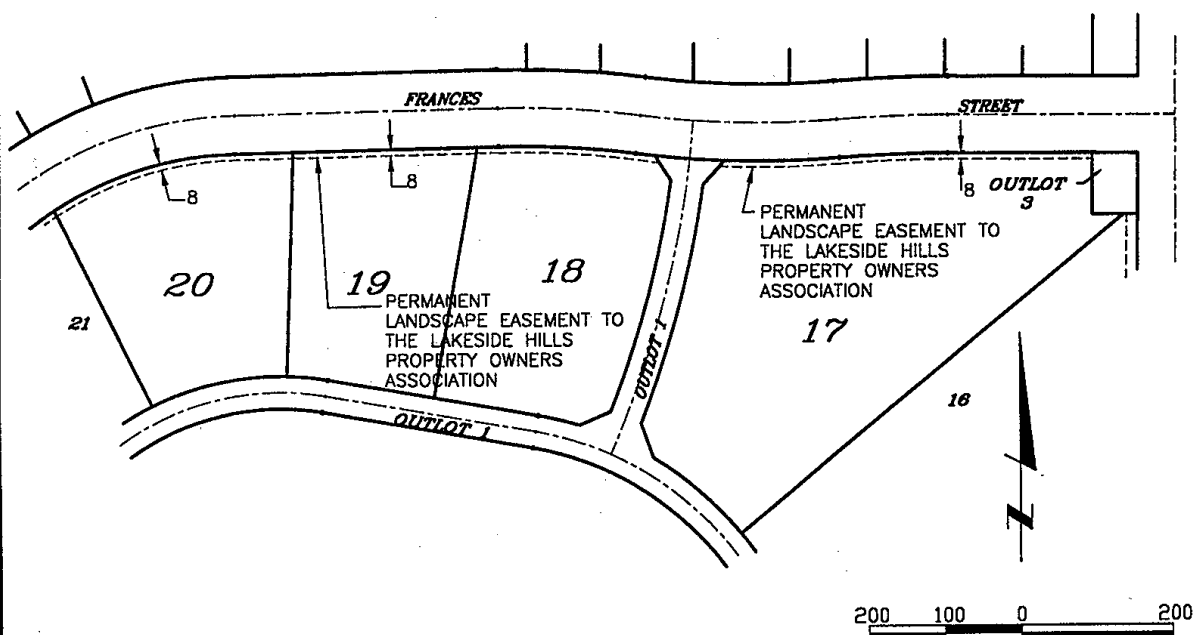 FRANCES STREET
8
8
8
OUTLOT
3
PERMANENT
LANDSCAPE EASEMENT TO
THE LAKESIDE HILLS
PROPERTY OWNERS
ASSOCIATION
20
19
18
21
PERMANENT
LANDSCAPE EASEMENT TO
THE LAKESIDE HILLS
PROPERTY OWNERS
ASSOCIATION
17
OUTLOT 1
16
OUTLOT 1
N
200 100 0 200